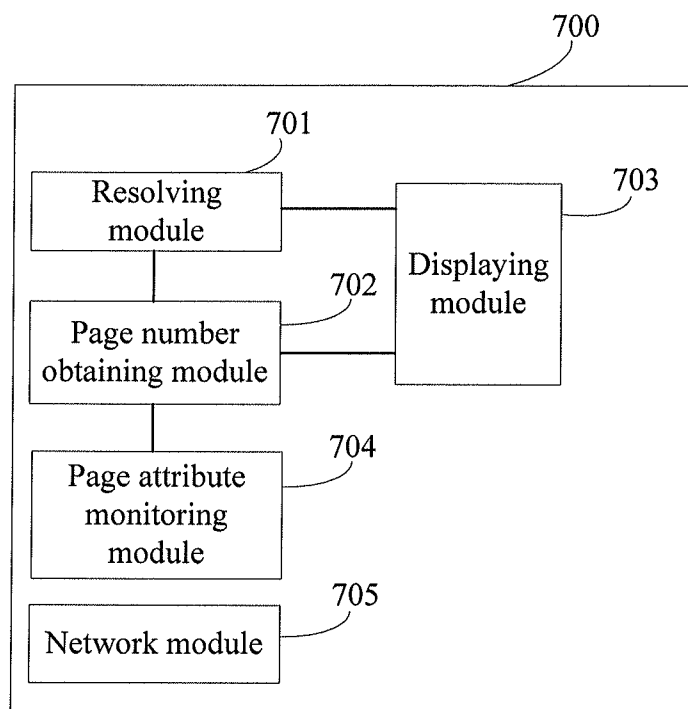 700
701
Resolving
module
703
Displaying
module
702
Page number
obtaining module
704
Page attribute
monitoring
module
705
Network module